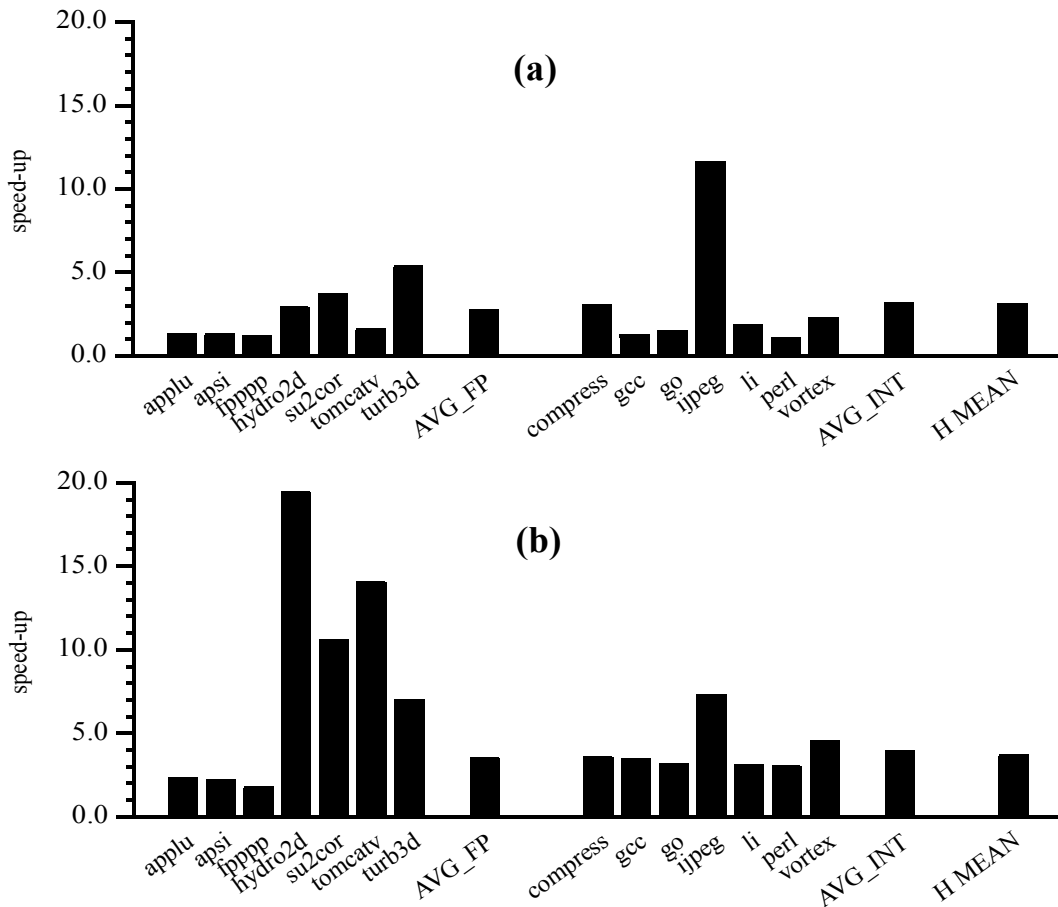 20.0
(a)
15.0
speed-up
10.0
5.0
0.0
applu
apsi
fpppp
hydro2d
su2cor
tomcatv
turb3d
AVG_FP
compress
gcc
go
ijpeg
li
perl
vortex
AVG_INT
H MEAN
20.0
(b)
15.0
speed-up
10.0
5.0
0.0
applu
apsi
fpppp
hydro2d
su2cor
tomcatv
turb3d
AVG_FP
compress
gcc
go
ijpeg
li
perl
vortex
AVG_INT
H MEAN